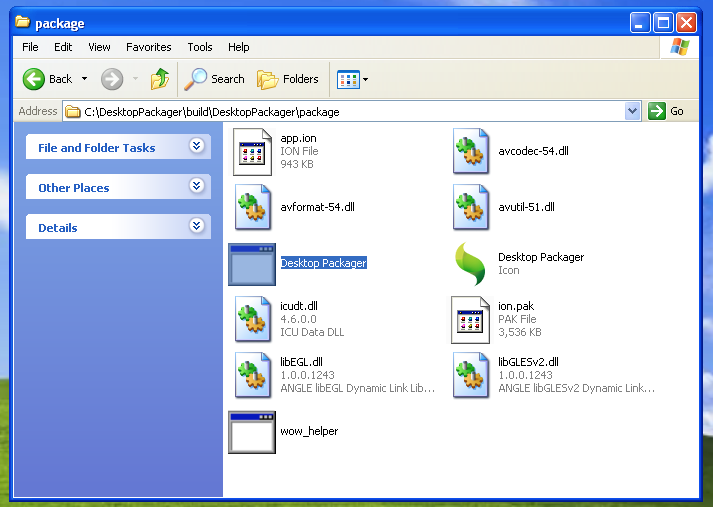 package
File Edit View Favorites Tools Help
Back Search Folders
Address C:\DesktopPackager\build\DesktopPackager\package Go
File and Folder Tasks
Other Places
Details
app.ion
ION File
943 KB
avcodec-54.dll
avformat-54.dll
avutil-51.dll
Desktop Packager
Desktop Packager
Icon
icudt.dll
4.6.0.0
ICU Data DLL
ion.pak
PAK File
3,536 KB
libEGL.dll
1.0.0.1243
ANGLE libEGL Dynamic Link Lib...
libGLESv2.dll
1.0.0.1243
ANGLE libGLESv2 Dynamic Link...
wow_helper